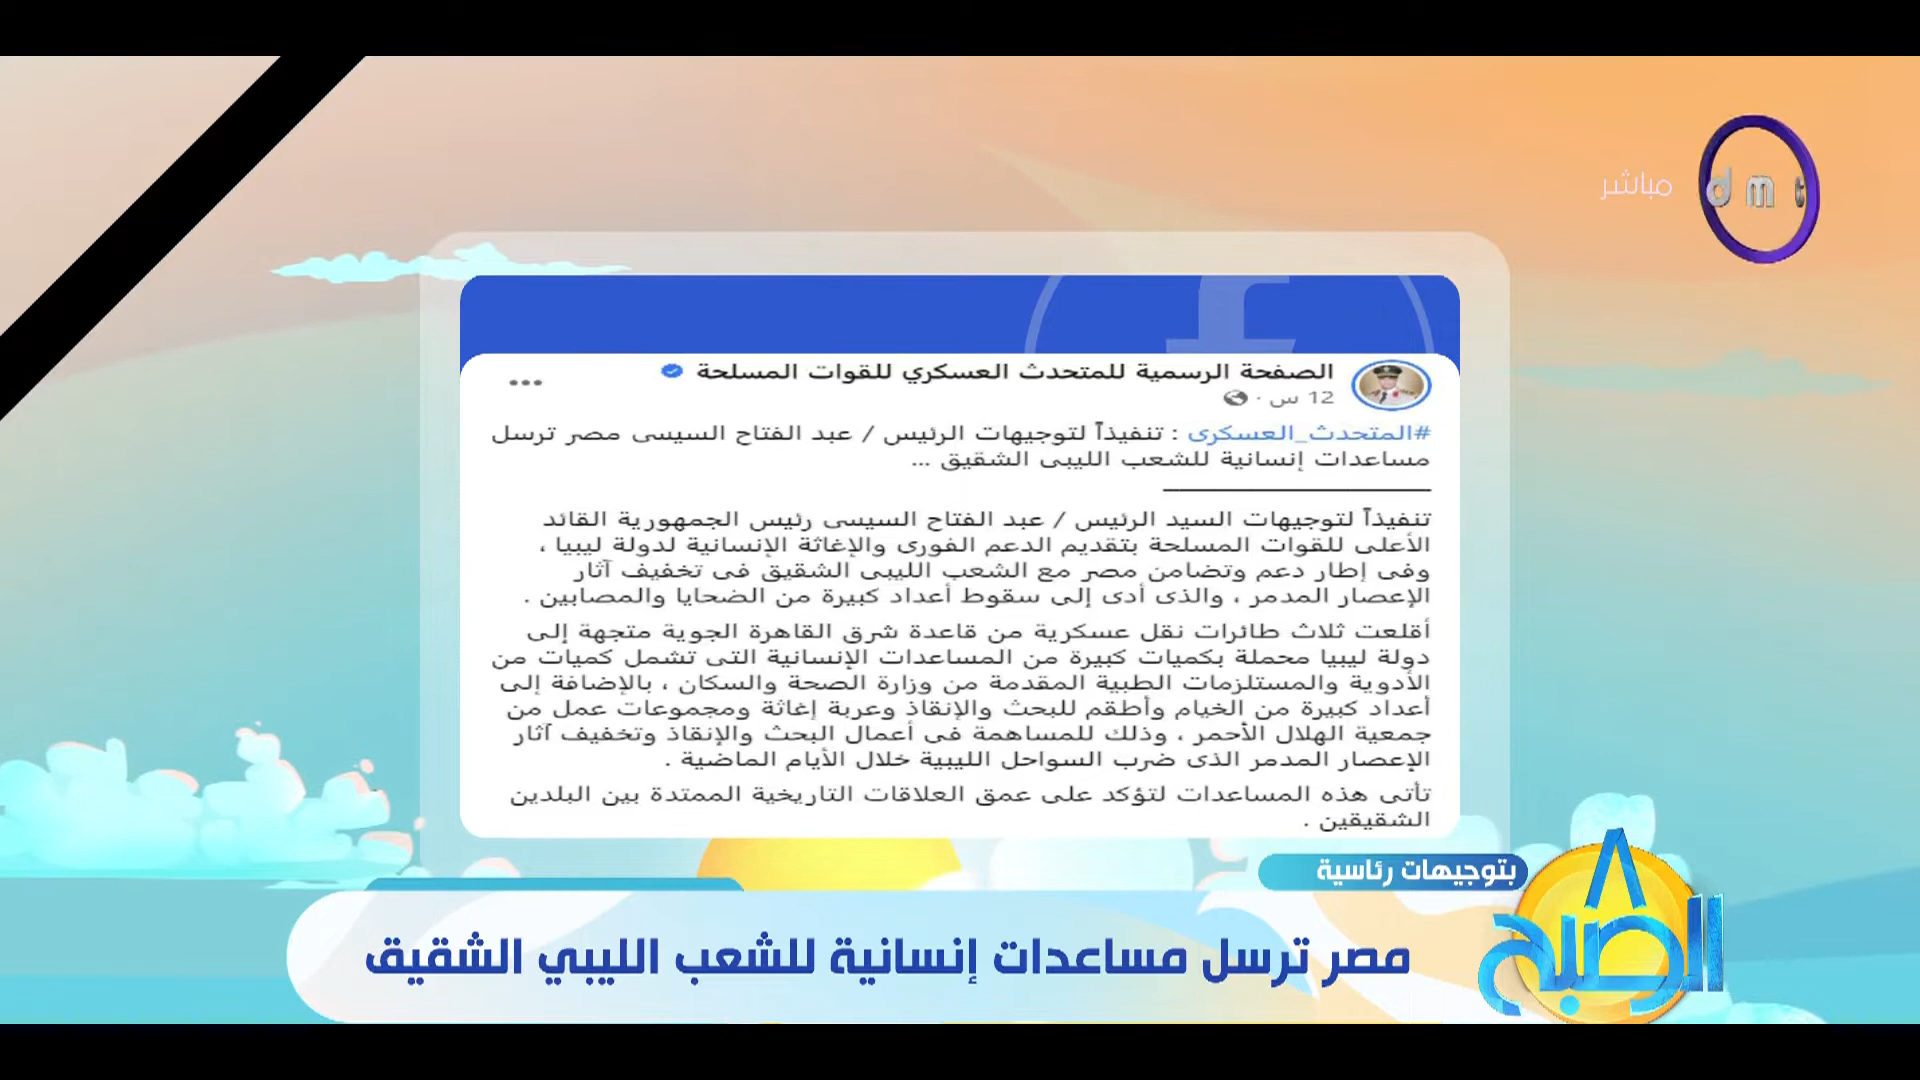 مباشر
dmc
الصفحة الرسمية للمتحدث العسكري للقوات المسلحة
12 س ·
#المتحدث_العسكرى : تنفيذاً لتوجيهات الرئيس / عبد الفتاح السيسى مصر ترسل
مساعدات إنسانية للشعب الليبى الشقيق ...
تنفيذاً لتوجيهات السيد الرئيس / عبد الفتاح السيسى رئيس الجمهورية القائد
الأعلى للقوات المسلحة بتقديم الدعم الفورى والإغاثة الإنسانية لدولة ليبيا ،
وفى إطار دعم وتضامن مصر مع الشعب الليبى الشقيق فى تخفيف آثار
الإعصار المدمر ، والذى أدى إلى سقوط أعداد كبيرة من الضحايا والمصابين .
أقلعت ثلاث طائرات نقل عسكرية من قاعدة شرق القاهرة الجوية متجهة إلى
دولة ليبيا محملة بكميات كبيرة من المساعدات الإنسانية التى تشمل كميات من
الأدوية والمستلزمات الطبية المقدمة من وزارة الصحة والسكان ، بالإضافة إلى
أعداد كبيرة من الخيام وأطقم للبحث والإنقاذ وعربة إغاثة ومجموعات عمل من
جمعية الهلال الأحمر ، وذلك للمساهمة فى أعمال البحث والإنقاذ وتخفيف آثار
الإعصار المدمر الذى ضرب السواحل الليبية خلال الأيام الماضية .
تأتى هذه المساعدات لتؤكد على عمق العلاقات التاريخية الممتدة بين البلدين
الشقيقين .
بتوجيهات رئاسية
مصر ترسل مساعدات إنسانية للشعب الليبي الشقيق
٨ الصبح